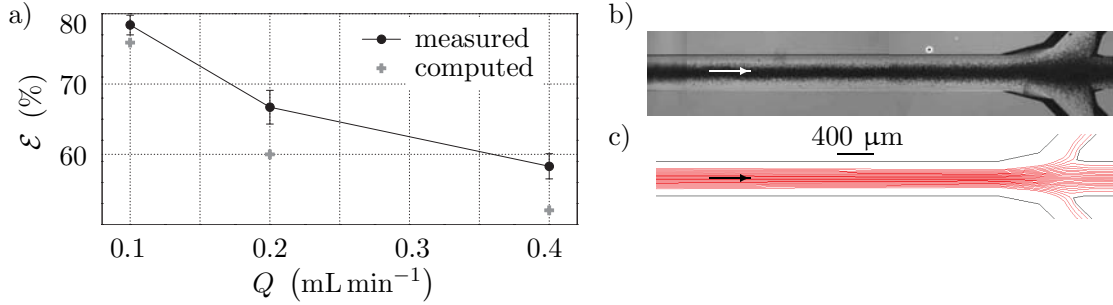 a)
80
70
60
ℰ (%)
measured
computed
0.1
0.2
0.3
0.4
Q (mL min⁻¹)
b)
c)
400 µm